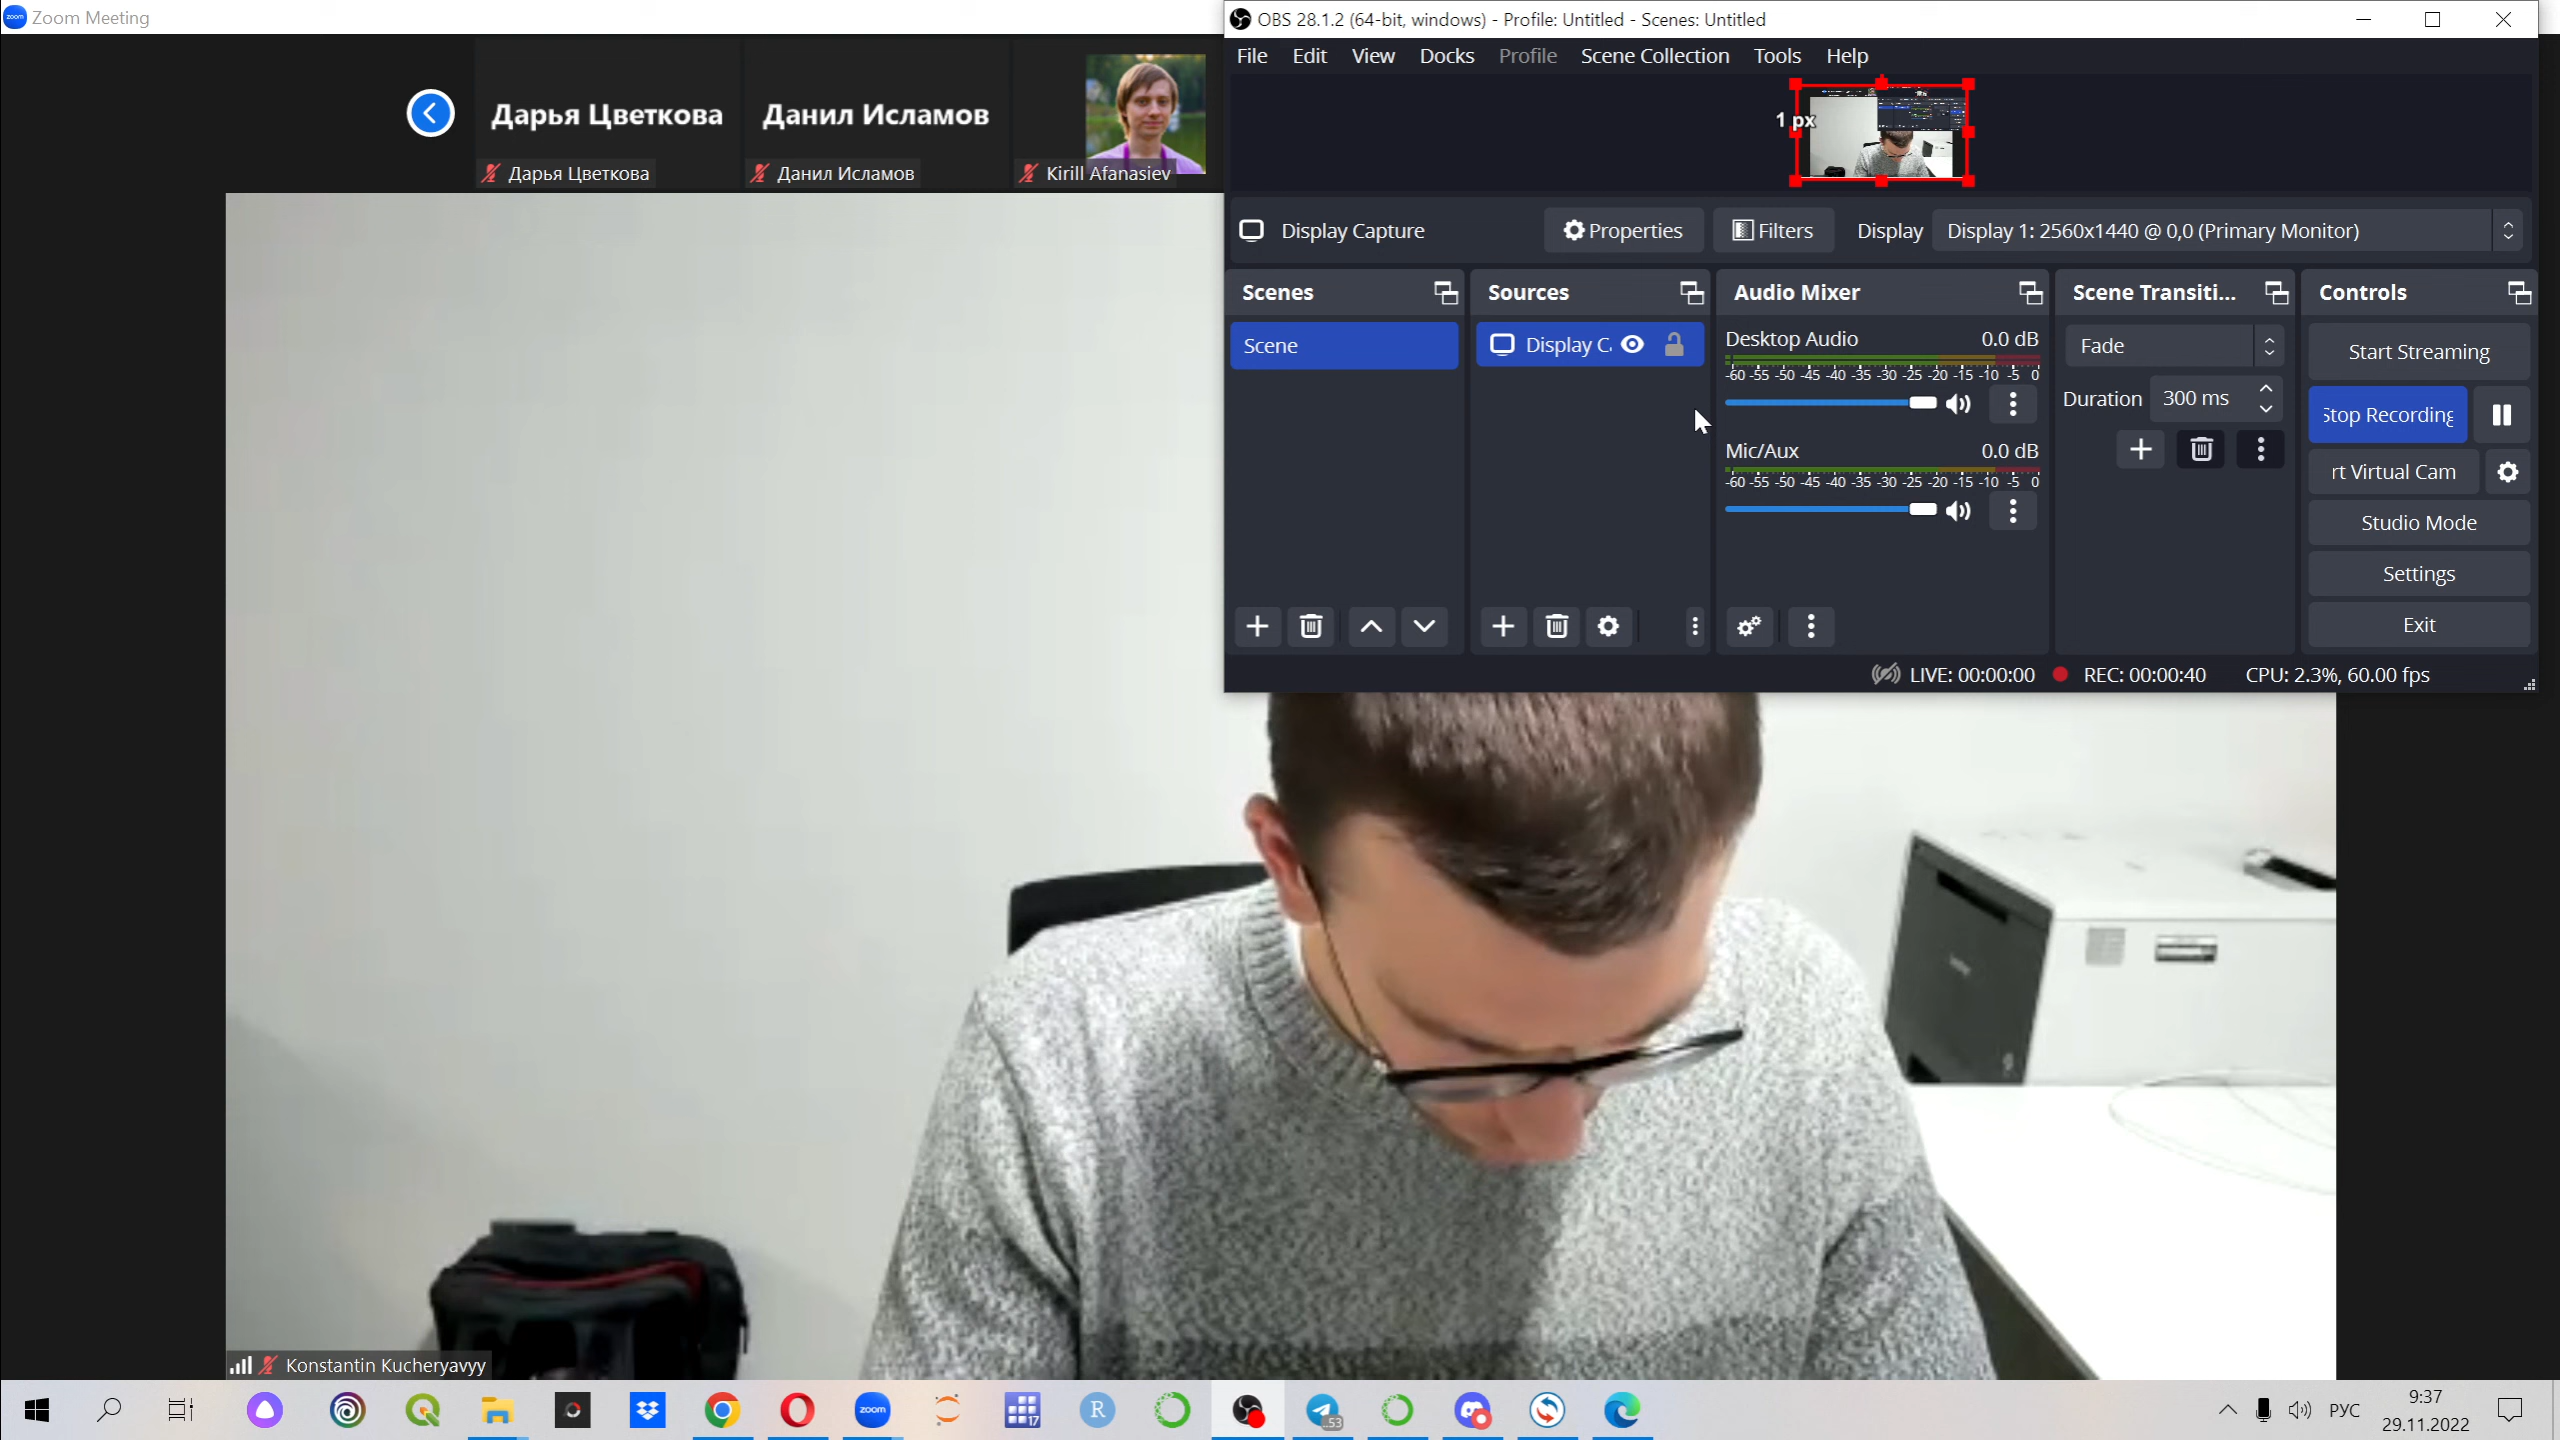 Zoom Meeting
Дарья Цветкова
Данил Исламов
Дарья Цветкова
Данил Исламов
Kirill Afanasiev
OBS 28.1.2 (64-bit, windows) - Profile: Untitled - Scenes: Untitled
File Edit View Docks Profile Scene Collection Tools Help
1 px
Display Capture
Properties
Filters
Display
Display 1: 2560x1440 @ 0,0 (Primary Monitor)
Scenes
Scene
Sources
Display C
Audio Mixer
Desktop Audio 0.0 dB
-60 -55 -50 -45 -40 -35 -30 -25 -20 -15 -10 -5 0
Mic/Aux 0.0 dB
-60 -55 -50 -45 -40 -35 -30 -25 -20 -15 -10 -5 0
Scene Transiti...
Fade
Duration 300 ms
Controls
Start Streaming
Stop Recording
rt Virtual Cam
Studio Mode
Settings
Exit
LIVE: 00:00:00 REC: 00:00:40 CPU: 2.3%, 60.00 fps
Konstantin Kucheryavyy
zoom
17
R
53
РУС
9:37
29.11.2022